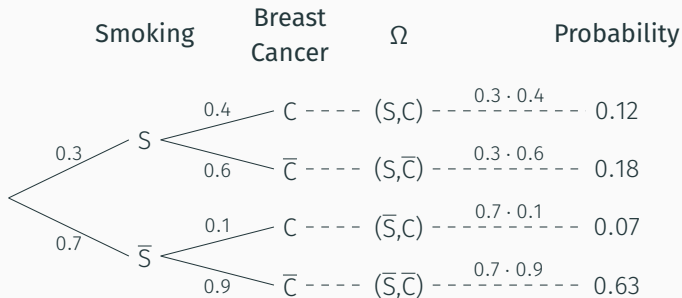 Smoking Breast Cancer Ω Probability
0.3 S 0.4 C (S,C) 0.3 · 0.4 0.12
0.6 C̅ (S,C̅) 0.3 · 0.6 0.18
0.7 S̅ 0.1 C (S̅,C) 0.7 · 0.1 0.07
0.9 C̅ (S̅,C̅) 0.7 · 0.9 0.63